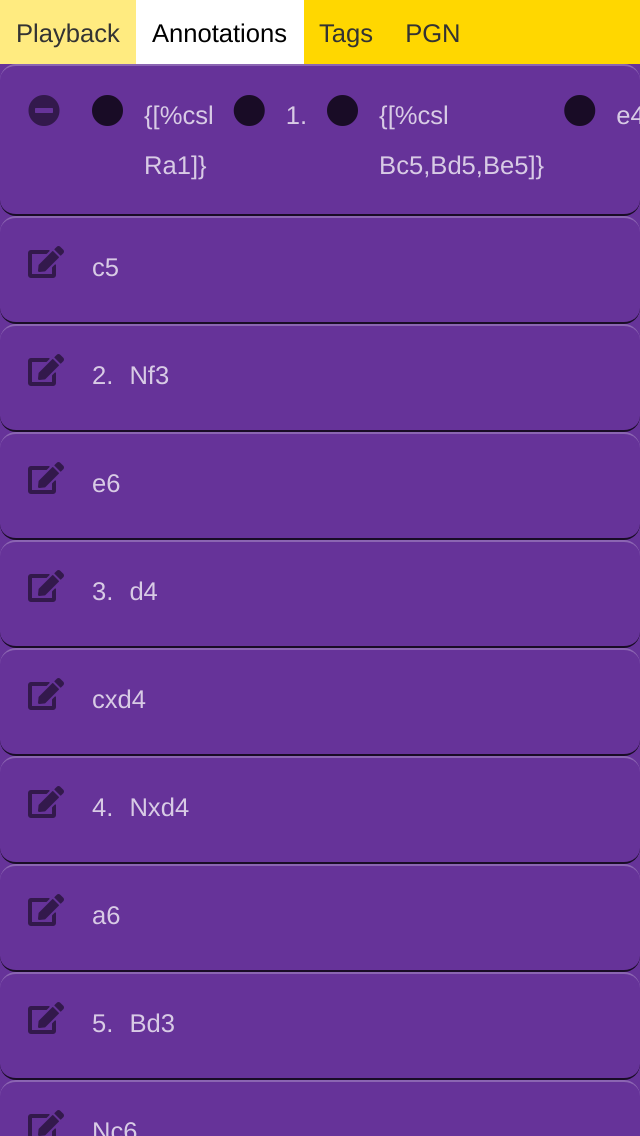 Playback Annotations Tags PGN
{[%csl 1. {[%csl e4
Ra1]} Bc5,Bd5,Be5]}
c5
2. Nf3
e6
3. d4
cxd4
4. Nxd4
a6
5. Bd3
Nc6